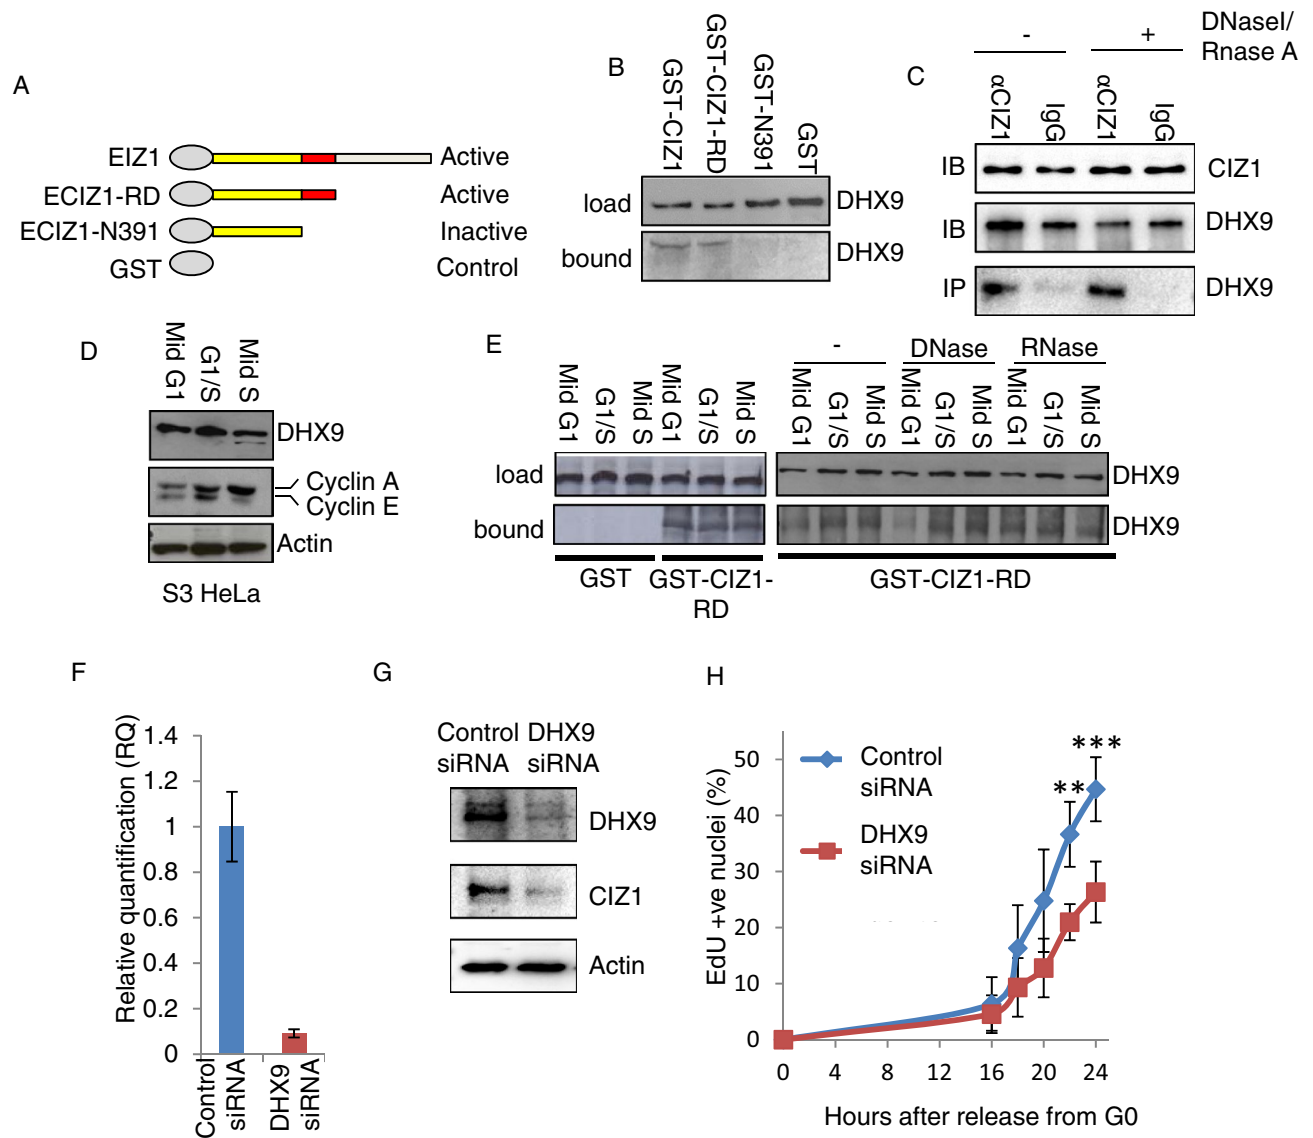 A
EIZ1 Active
ECIZ1-RD Active
ECIZ1-N391 Inactive
GST Control
B
GST-CIZ1
GST-CIZ1-RD
GST-N391
GST
load DHX9
bound DHX9
C
- + DNaseI/
Rnase A
αCIZ1
IgG
αCIZ1
IgG
IB CIZ1
IB DHX9
IP DHX9
D
Mid G1
G1/S
Mid S
DHX9
Cyclin A
Cyclin E
Actin
S3 HeLa
E
- DNase RNase
Mid G1
G1/S
Mid S
Mid G1
G1/S
Mid S
Mid G1
G1/S
Mid S
Mid G1
G1/S
Mid S
Mid G1
G1/S
Mid S
load DHX9
bound DHX9
GST
GST-CIZ1-
RD
GST-CIZ1-RD
F
Relative quantification (RQ)
1.4
1.2
1
0.8
0.6
0.4
0.2
0
Control
siRNA
DHX9
siRNA
G
Control DHX9
siRNA siRNA
DHX9
CIZ1
Actin
H
EdU +ve nuclei (%)
50
40
30
20
10
0
Control
siRNA
DHX9
siRNA
**
***
0 4 8 12 16 20 24
Hours after release from G0